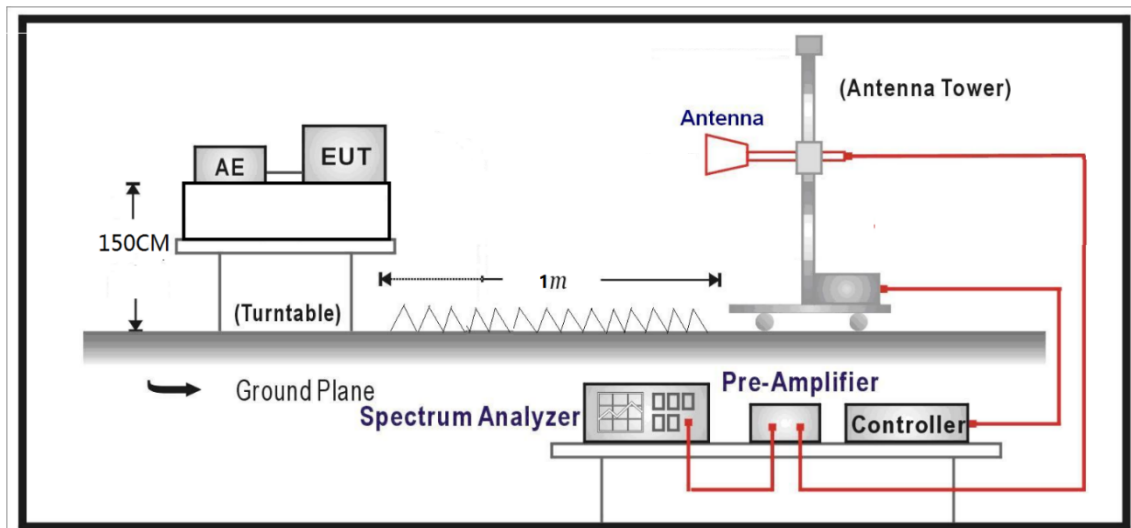 (Antenna Tower)
Antenna
EUT
AE
150CM
1m
(Turntable)
Ground Plane
Pre-Amplifier
Spectrum Analyzer
Controller